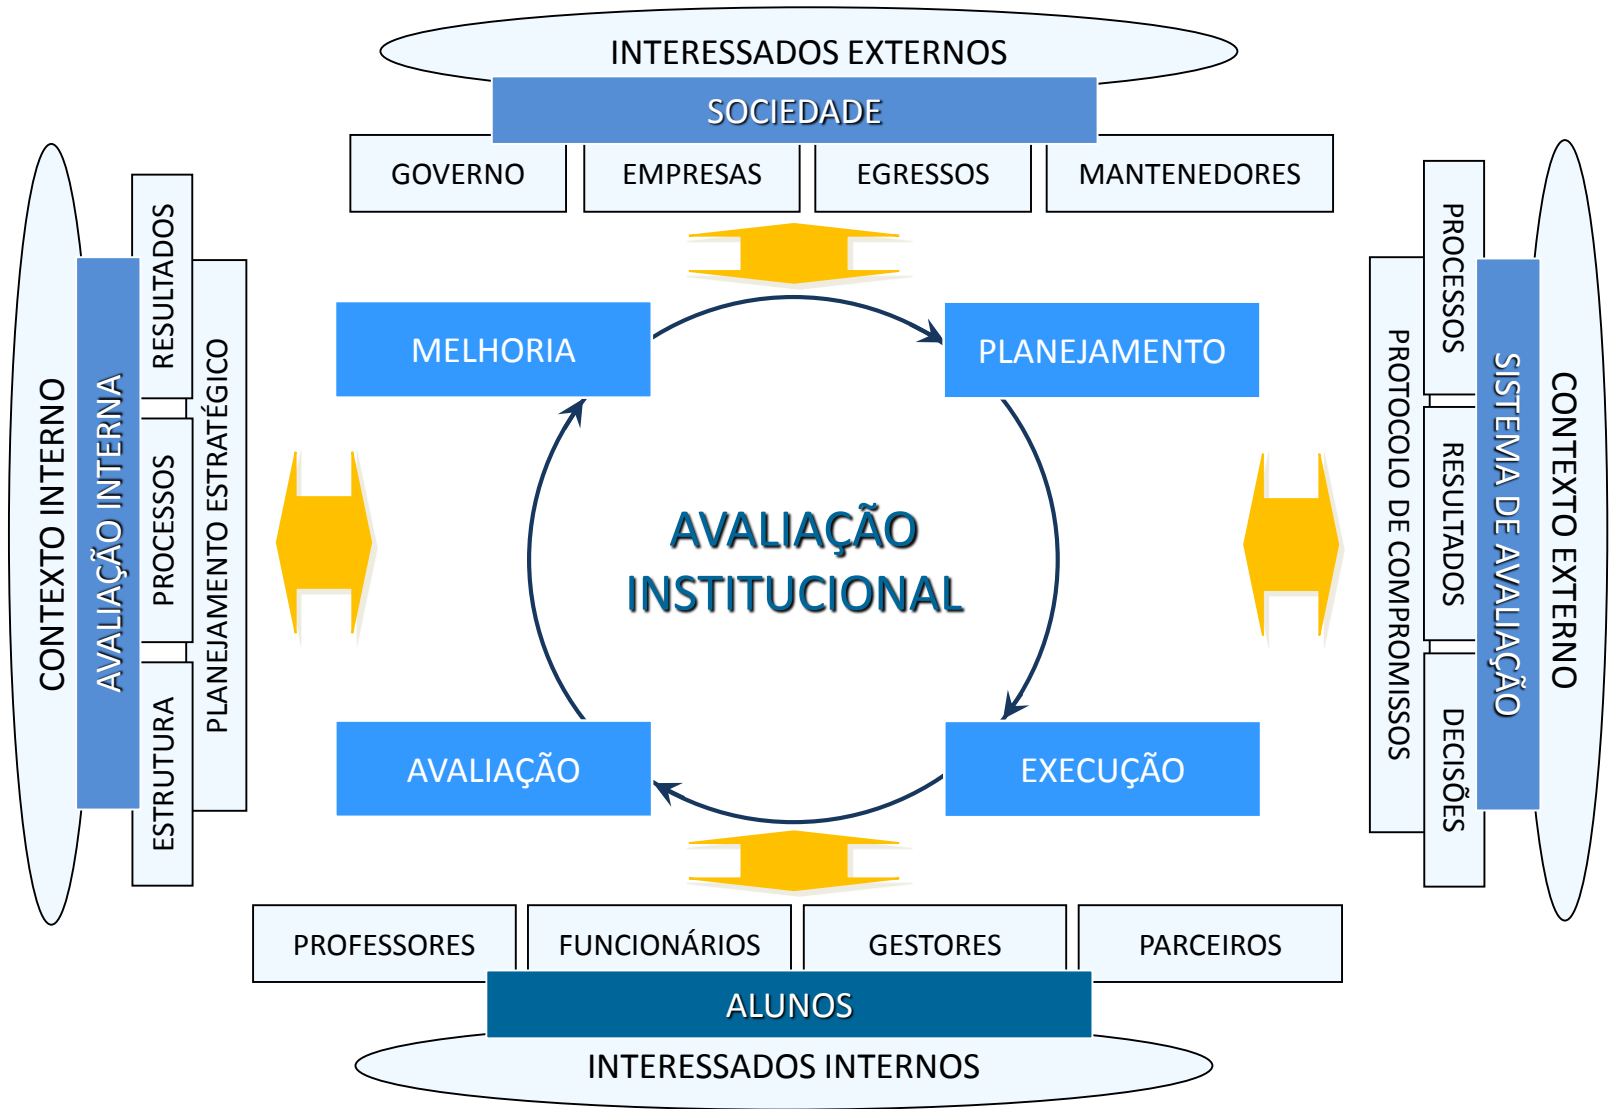 INTERESSADOS EXTERNOS
SOCIEDADE
GOVERNO
EMPRESAS
EGRESSOS
MANTENEDORES
CONTEXTO INTERNO
AVALIAÇÃO INTERNA
RESULTADOS
PROCESSOS
ESTRUTURA
PLANEJAMENTO ESTRATÉGICO
MELHORIA
PLANEJAMENTO
AVALIAÇÃO
INSTITUCIONAL
AVALIAÇÃO
EXECUÇÃO
PROTOCOLO DE COMPROMISSOS
PROCESSOS
RESULTADOS
DECISÕES
SISTEMA DE AVALIAÇÃO
CONTEXTO EXTERNO
PROFESSORES
FUNCIONÁRIOS
GESTORES
PARCEIROS
ALUNOS
INTERESSADOS INTERNOS